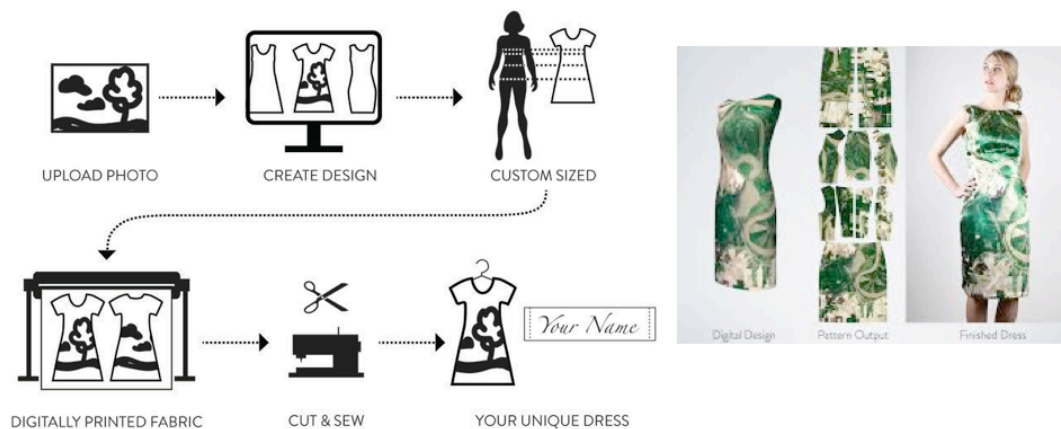 UPLOAD PHOTO
CREATE DESIGN
CUSTOM SIZED
DIGITALLY PRINTED FABRIC
CUT & SEW
YOUR UNIQUE DRESS
Your Name
Digital Design
Pattern Output
Finished Dress